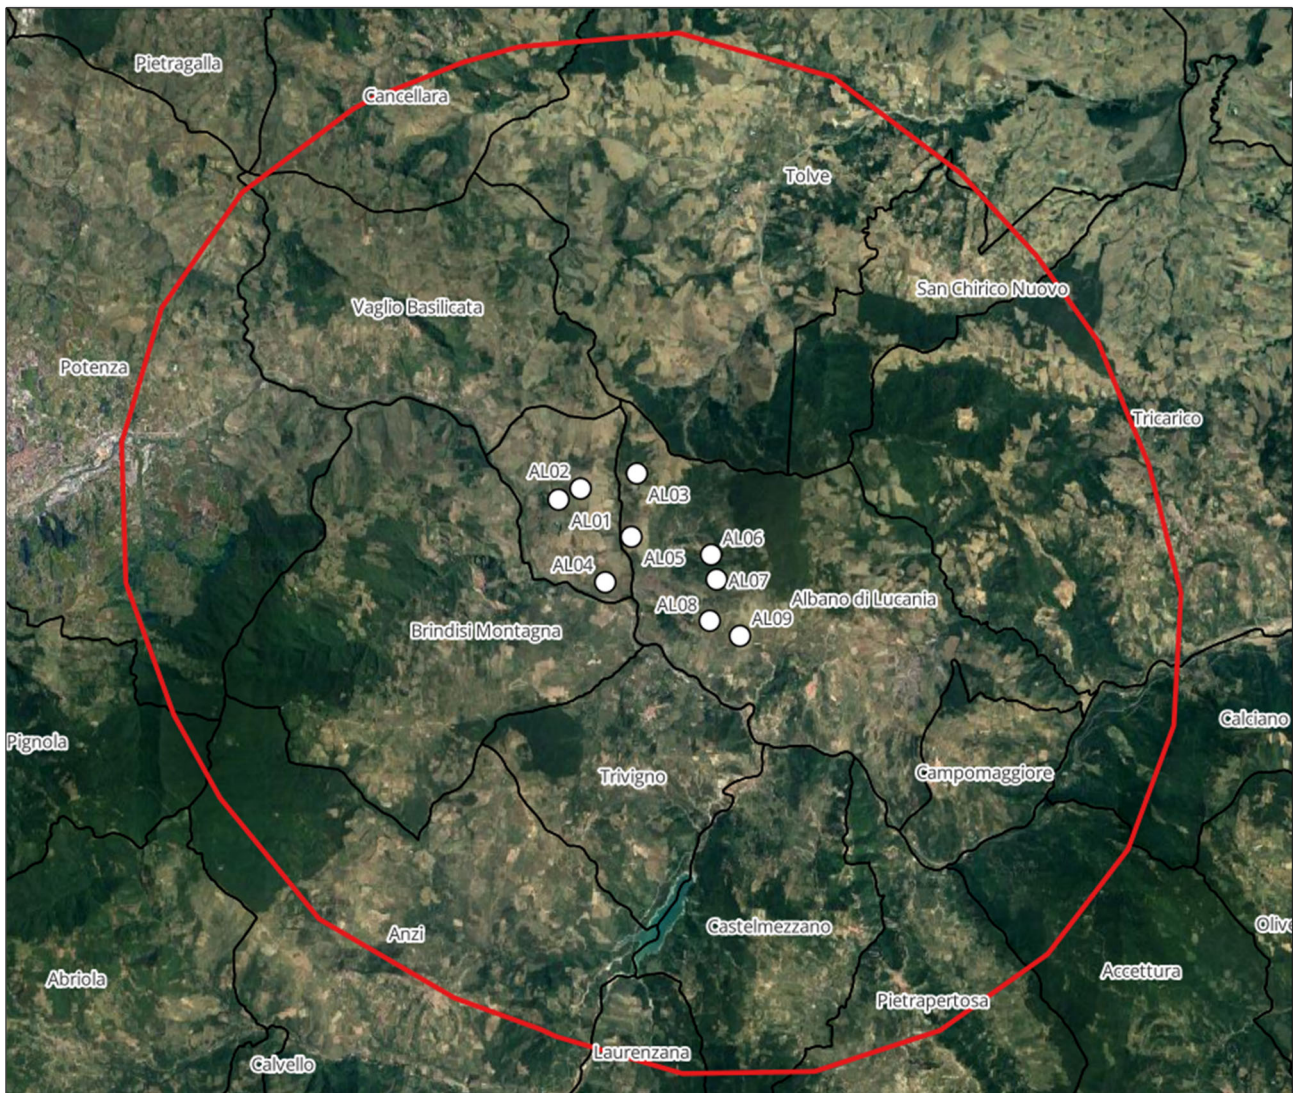 Pietragalla
Cancellara
Tolve
San Chirico Nuovo
Vaglio Basilicata
Potenza
Tricarico
AL02
AL03
AL01
AL06
AL05
AL04
AL07
AL08
Albano di Lucania
AL09
Brindisi Montagna
Calciano
Pignola
Trivigno
Campomaggiore
Castelmezzano
Oliv
Anzi
Accettura
Abriola
Pietrapertosa
Laurenzana
Calvello